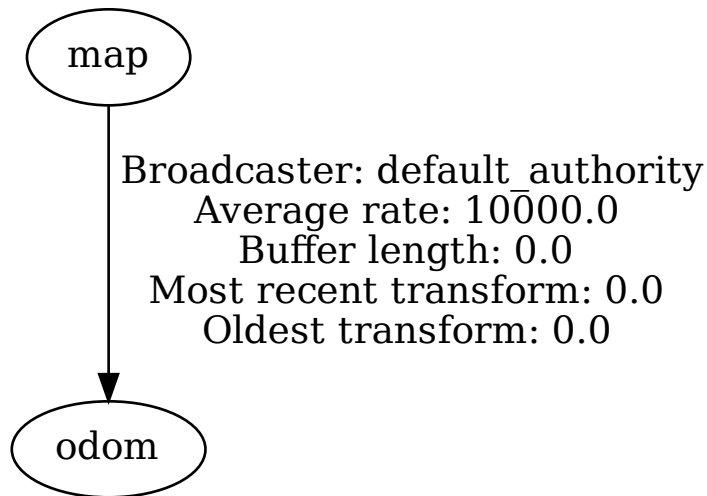 map
Broadcaster: default_authority
Average rate: 10000.0
Buffer length: 0.0
Most recent transform: 0.0
Oldest transform: 0.0
odom